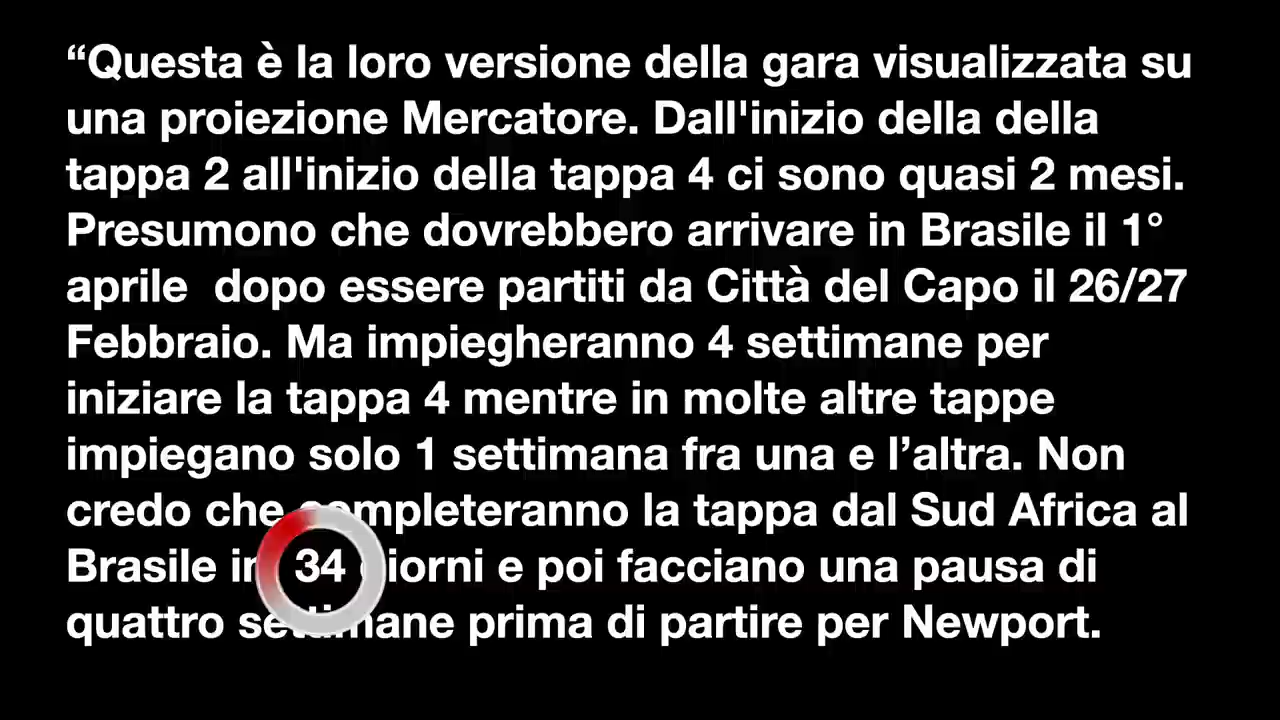 “Questa è la loro versione della gara visualizzata su
una proiezione Mercatore. Dall'inizio della della
tappa 2 all'inizio della tappa 4 ci sono quasi 2 mesi.
Presumono che dovrebbero arrivare in Brasile il 1°
aprile  dopo essere partiti da Città del Capo il 26/27
Febbraio. Ma impiegheranno 4 settimane per
iniziare la tappa 4 mentre in molte altre tappe
impiegano solo 1 settimana fra una e l’altra. Non
credo che completeranno la tappa dal Sud Africa al
Brasile in 34 giorni e poi facciano una pausa di
quattro settimane prima di partire per Newport.